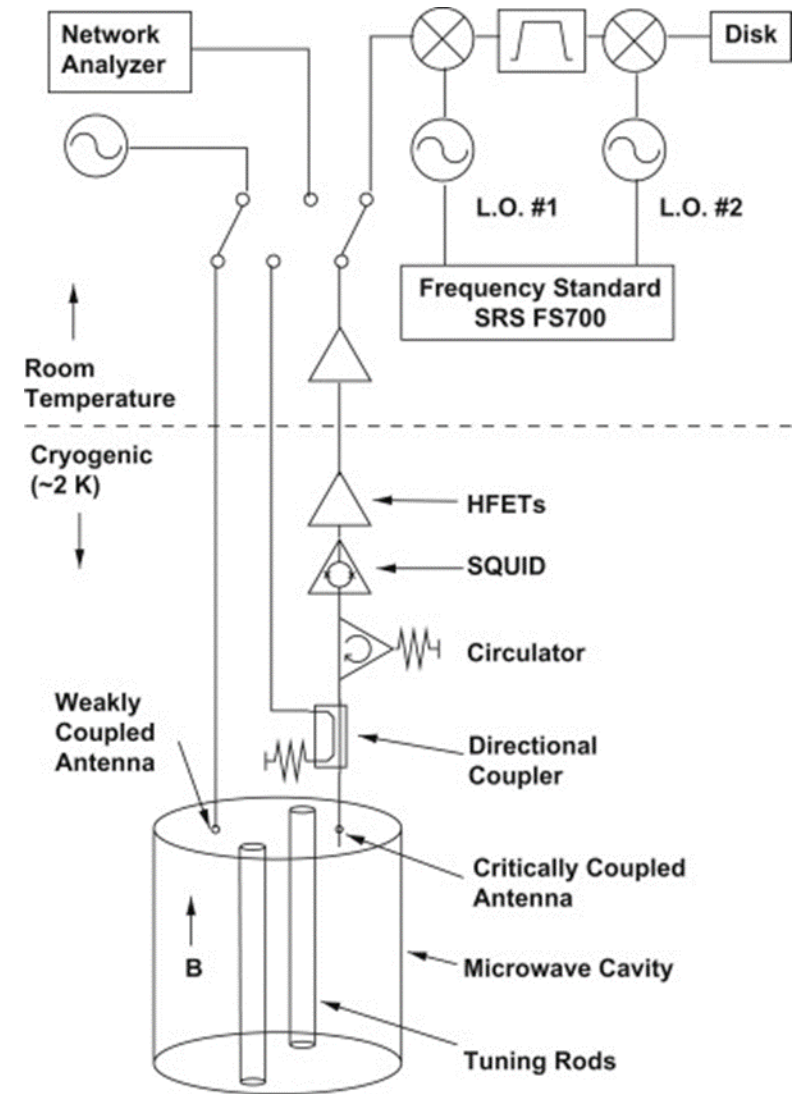 Network
Analyzer
Disk
L.O. #1
L.O. #2
Frequency Standard
SRS FS700
Room
Temperature
Cryogenic
(~2 K)
HFETs
SQUID
Circulator
Weakly
Coupled
Antenna
Directional
Coupler
Critically Coupled
Antenna
B
Microwave Cavity
Tuning Rods